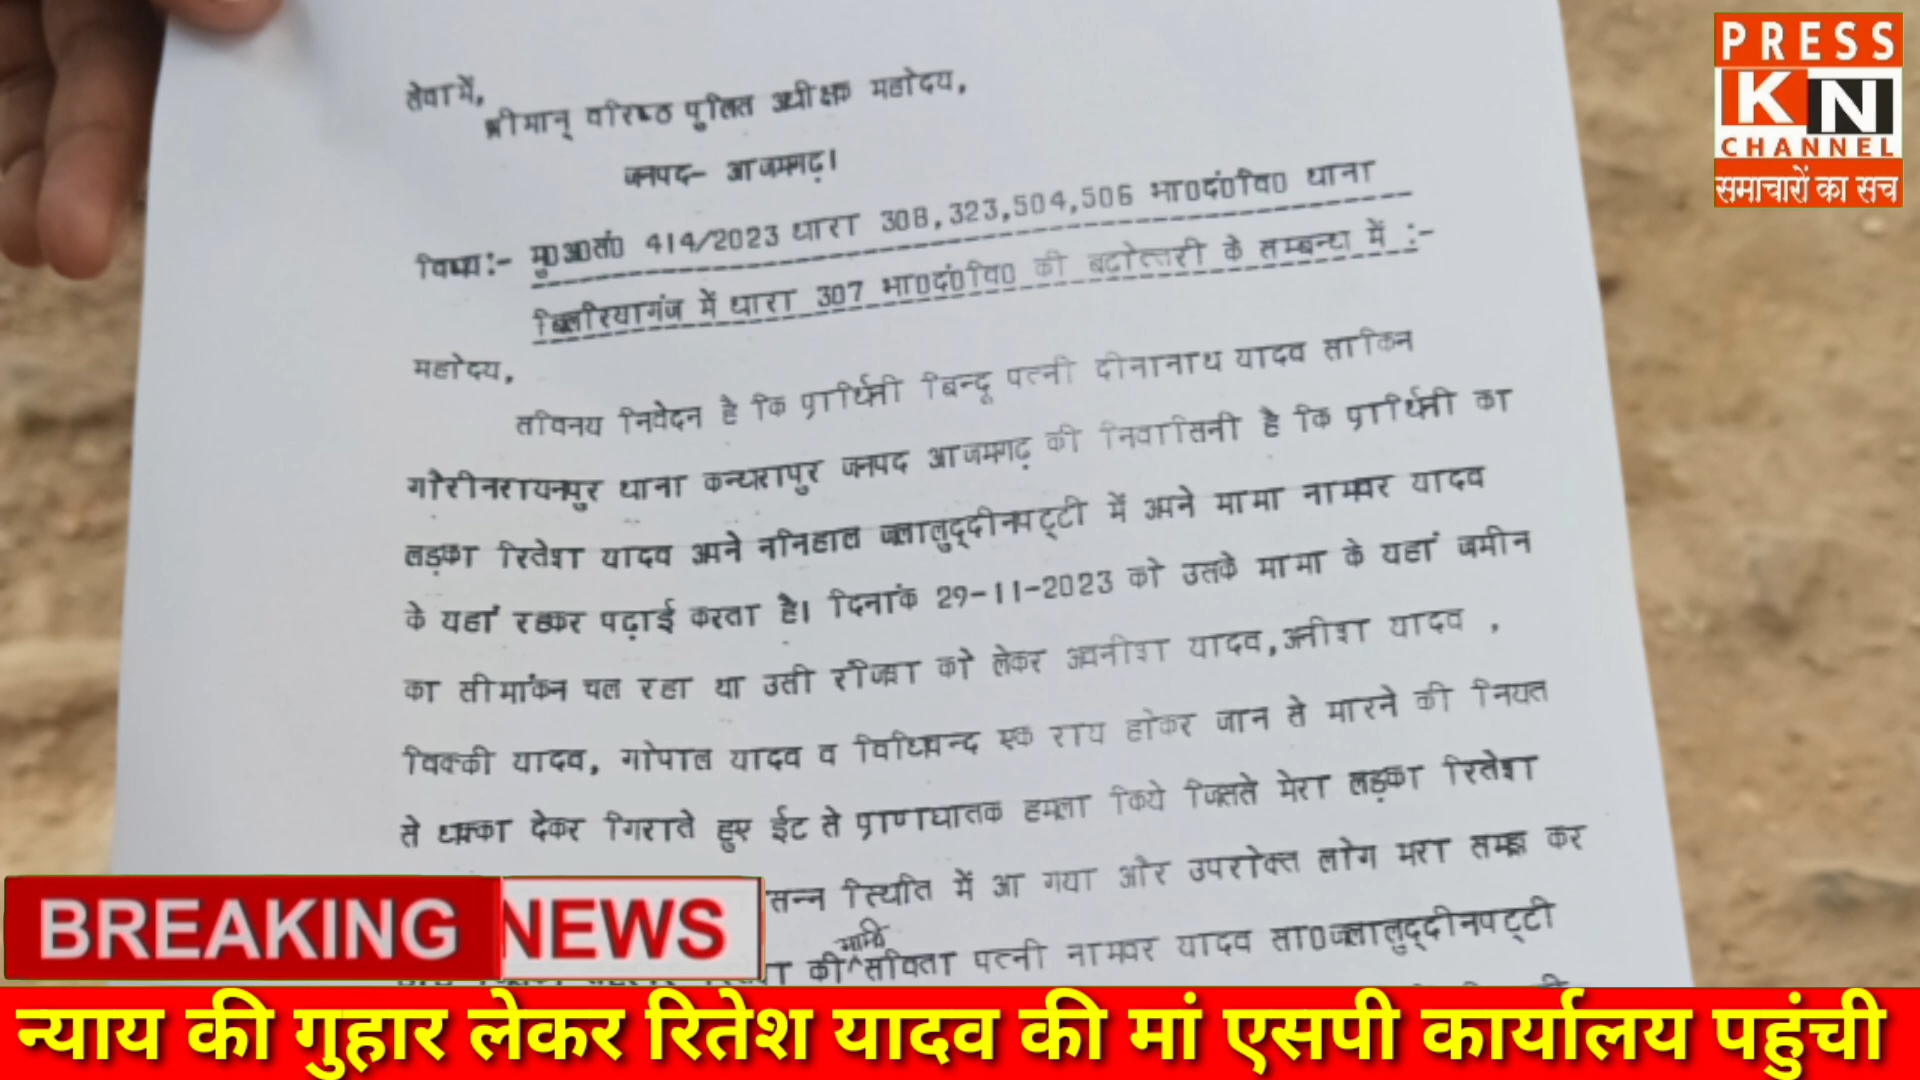 PRESS
KN
CHANNEL
समाचारों का सच
सेवामें,
श्रीमान् वरिष्ठ पुलिस अधीक्षक महोदय,
जनपद- आजमगढ़।
विषय:- मु0अ0सं0 414/2023 धारा 308,323,504,506 भा0दं0वि0 थाना
बिलरियागंज में धारा 307 भा0दं0वि0 की बढ़ोत्तरी के सम्बन्ध में :-
महोदय,
सविनय निवेदन है कि प्रार्थिनी बिन्दू पत्नी दीनानाथ यादव साकिन
गौरीनरायनपुर थाना कन्धरापुर जनपद आजमगढ़ की निवासिनी है कि प्रार्थिनी का
लड़का रितेश यादव अपने ननिहाल जलालुद्दीनपट्टी में अपने मामा नामवर यादव
के यहां रहकर पढ़ाई करता है। दिनांक 29-11-2023 को उसके मामा के यहां जमीन
का सीमांकन चल रहा था उसी रंजिश को लेकर अवनीश यादव,अनीश यादव ,
विक्की यादव, गोपाल यादव व विधिचन्द एक राय होकर जान से मारने की नियत
से धक्का देकर गिराते हुए ईट से प्राणघातक हमला किये जिससे मेरा लड़का रितेश
सन्न स्थिति में आ गया और उपरोक्त लोग मरा समझ कर
मामी
की सविता पत्नी नामवर यादव सा0जलालुद्दीनपट्टी
BREAKING NEWS
न्याय की गुहार लेकर रितेश यादव की मां एसपी कार्यालय पहुंची